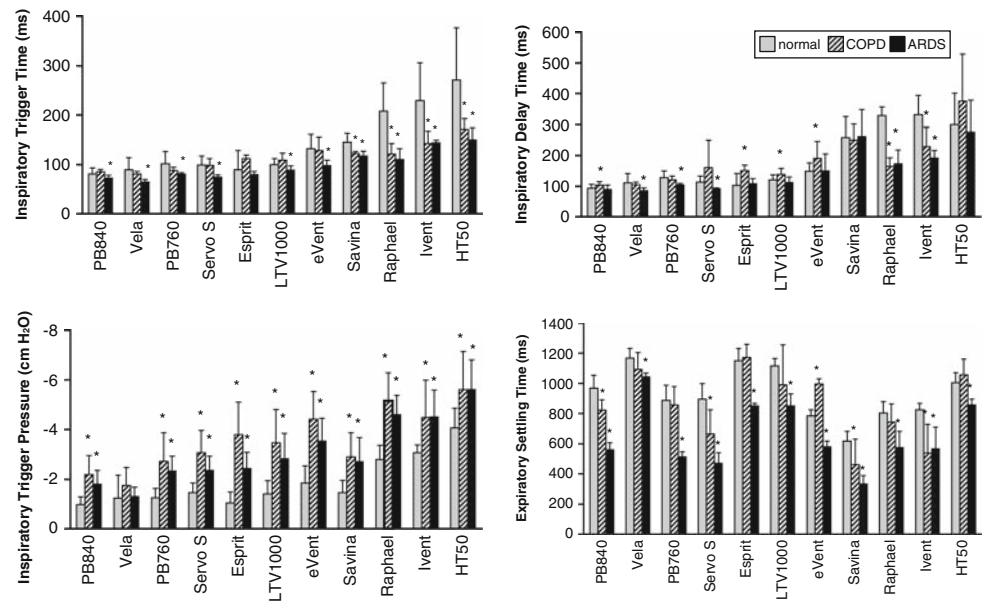 Inspiratory Trigger Time (ms)
400
300
200
100
0
* * * * * * * * * * * * * *
PB840 Vela PB760 Servo S Esprit LTV1000 eVent Savina Raphael Ivent HT50
Inspiratory Delay Time (ms)
600
500
400
300
200
100
0
normal COPD ARDS
* * * * * * * * * * *
PB840 Vela PB760 Servo S Esprit LTV1000 eVent Savina Raphael Ivent HT50
Inspiratory Trigger Pressure (cm H₂O)
-8
-6
-4
-2
0
* * * * * * * * * * * * * * * * * * * *
PB840 Vela PB760 Servo S Esprit LTV1000 eVent Savina Raphael Ivent HT50
Expiratory Settling Time (ms)
1400
1200
1000
800
600
400
200
0
* * * * * * * * * * * * * * * *
PB840 Vela PB760 Servo S Esprit LTV1000 eVent Savina Raphael Ivent HT50